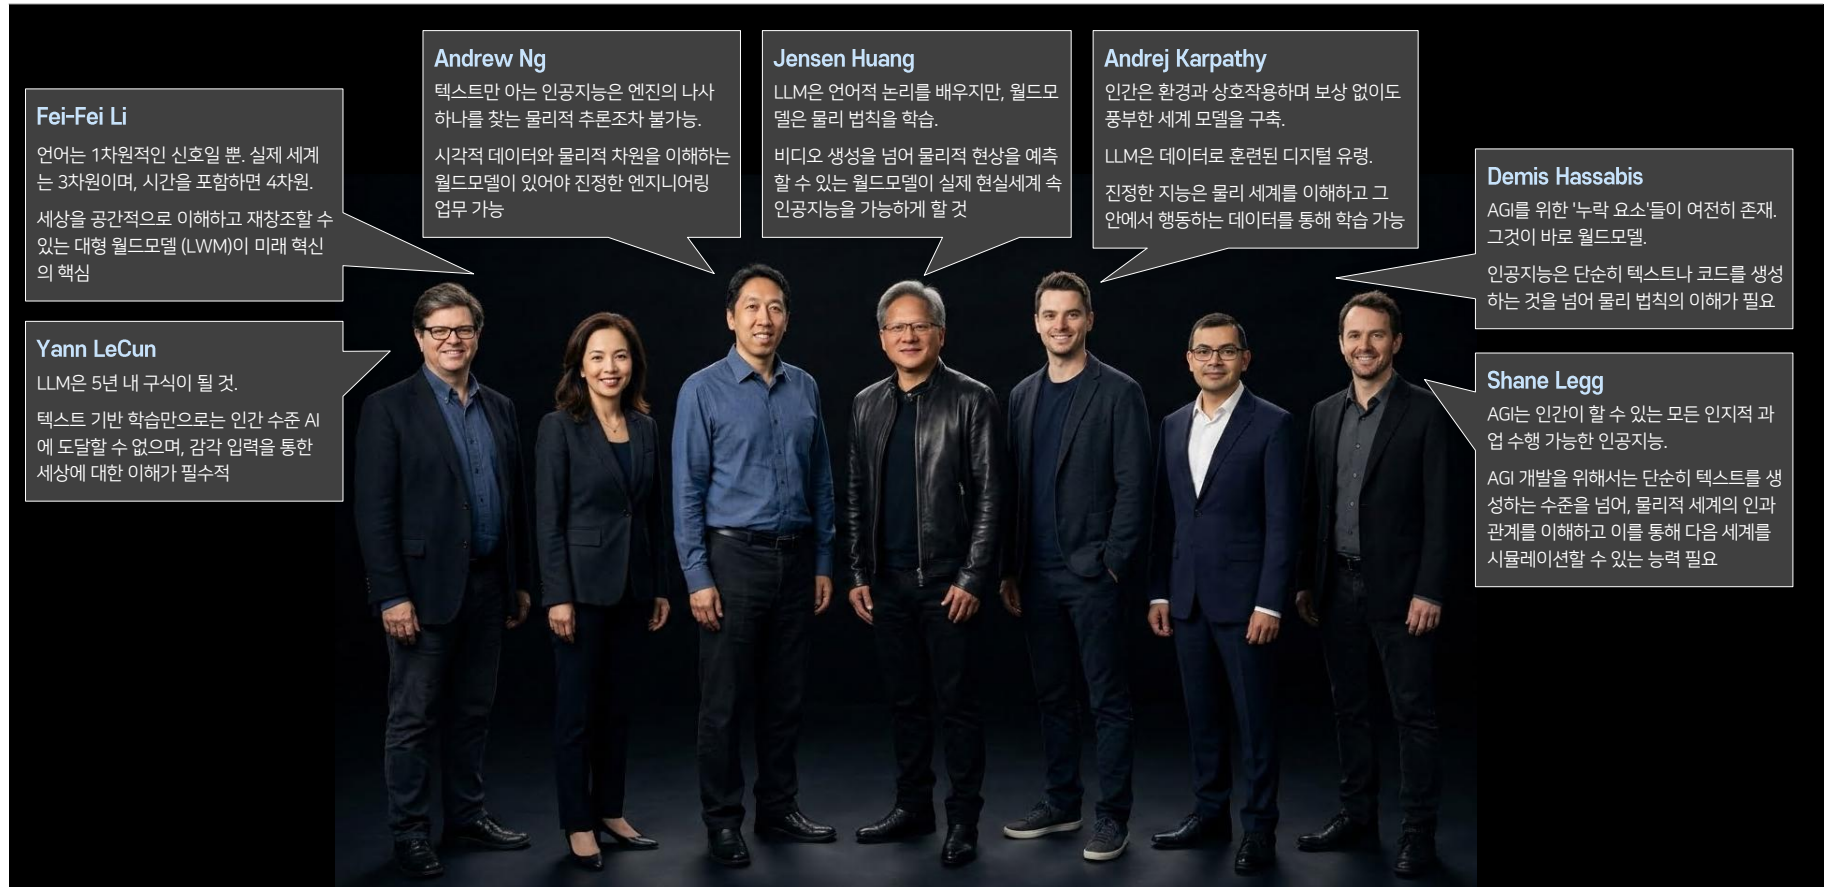 Fei-Fei Li
언어는 1차원적인 신호일 뿐. 실제 세계
는 3차원이며, 시간을 포함하면 4차원.
세상을 공간적으로 이해하고 재창조할 수
있는 대형 월드모델 (LWM)이 미래 혁신
의 핵심
Yann LeCun
LLM은 5년 내 구식이 될 것.
텍스트 기반 학습만으로는 인간 수준 AI
에 도달할 수 없으며, 감각 입력을 통한
세상에 대한 이해가 필수적
Andrew Ng
텍스트만 아는 인공지능은 엔진의 나사
하나를 찾는 물리적 추론조차 불가능.
시각적 데이터와 물리적 차원을 이해하는
월드모델이 있어야 진정한 엔지니어링
업무 가능
Jensen Huang
LLM은 언어적 논리를 배우지만, 월드모
델은 물리 법칙을 학습.
비디오 생성을 넘어 물리적 현상을 예측
할 수 있는 월드모델이 실제 현실세계 속
인공지능을 가능하게 할 것
Andrej Karpathy
인간은 환경과 상호작용하며 보상 없이도
풍부한 세계 모델을 구축.
LLM은 데이터로 훈련된 디지털 유령.
진정한 지능은 물리 세계를 이해하고 그
안에서 행동하는 데이터를 통해 학습 가능
Demis Hassabis
AGI를 위한 '누락 요소'들이 여전히 존재.
그것이 바로 월드모델.
인공지능은 단순히 텍스트나 코드를 생성
하는 것을 넘어 물리 법칙의 이해가 필요
Shane Legg
AGI는 인간이 할 수 있는 모든 인지적 과
업 수행 가능한 인공지능.
AGI 개발을 위해서는 단순히 텍스트를 생
성하는 수준을 넘어, 물리적 세계의 인과
관계를 이해하고 이를 통해 다음 세계를
시뮬레이션할 수 있는 능력 필요